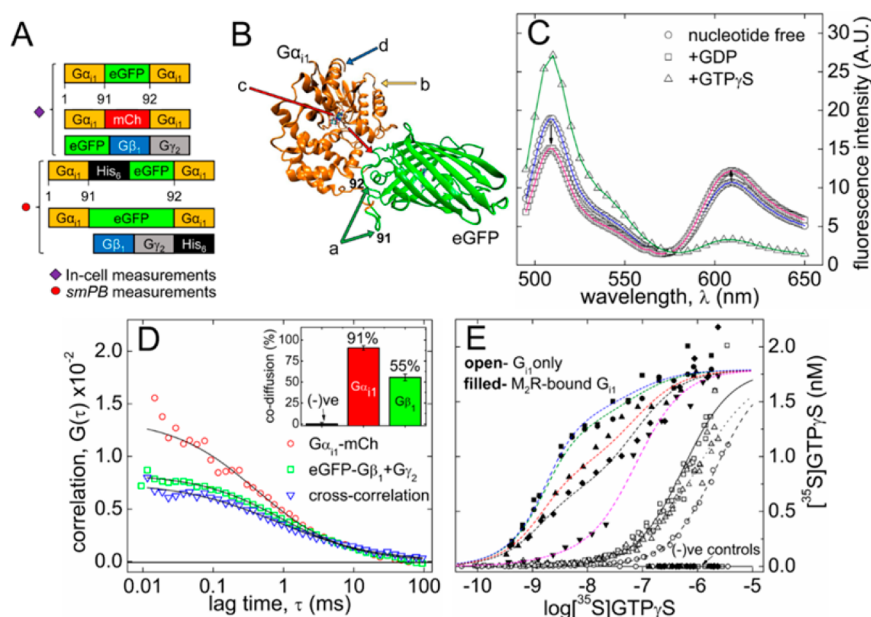 A
Gαi1 eGFP Gαi1
1 91 92
Gαi1 mCh Gαi1
eGFP Gβ1 Gγ2
Gαi1 His6 eGFP Gαi1
1 91 92
Gαi1 eGFP Gαi1
Gβ1 Gγ2 His6
In-cell measurements
smPB measurements
B
Gαi1
d
c
b
92
91
a
eGFP
C
nucleotide free
+GDP
+GTPγS
35
30
25
20
15
10
5
0
fluorescence intensity (A.U.)
500 550 600 650
wavelength, λ (nm)
D
2.0
1.5
1.0
0.5
0.0
correlation, G(τ) x10-2
co-diffusion (%)
100
75
50
25
0
(-)ve
91%
Gαi1
55%
Gβ1
Gαi1-mCh
eGFP-Gβ1+Gγ2
cross-correlation
0.01 0.1 1 10 100
lag time, τ (ms)
E
open- Gi1 only
filled- M2R-bound Gi1
(-)ve controls
2.0
1.5
1.0
0.5
0.0
[35S]GTPγS (nM)
-10 -9 -8 -7 -6 -5
log[35S]GTPγS